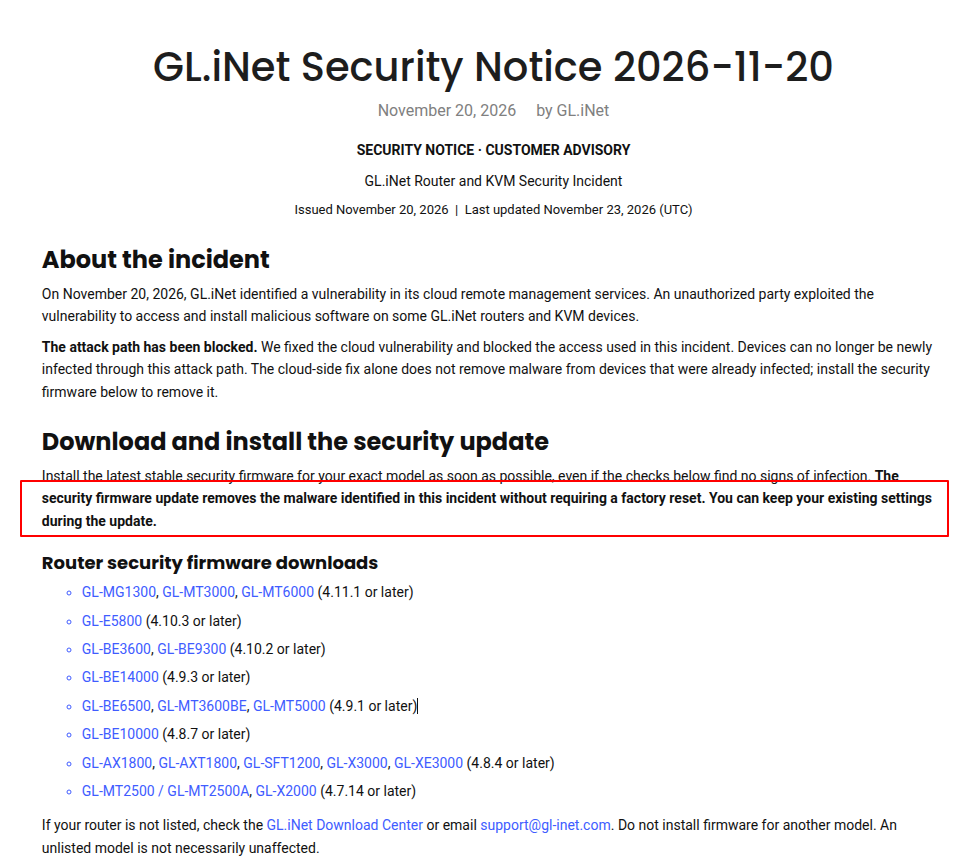 GL.iNet Security Notice 2026-11-20
November 20, 2026 by GL.iNet
SECURITY NOTICE · CUSTOMER ADVISORY
GL.iNet Router and KVM Security Incident
Issued November 20, 2026 | Last updated November 23, 2026 (UTC)
About the incident
On November 20, 2026, GL.iNet identified a vulnerability in its cloud remote management services. An unauthorized party exploited the
vulnerability to access and install malicious software on some GL.iNet routers and KVM devices.
The attack path has been blocked. We fixed the cloud vulnerability and blocked the access used in this incident. Devices can no longer be newly
infected through this attack path. The cloud-side fix alone does not remove malware from devices that were already infected; install the security
firmware below to remove it.
Download and install the security update
Install the latest stable security firmware for your exact model as soon as possible, even if the checks below find no signs of infection. The
security firmware update removes the malware identified in this incident without requiring a factory reset. You can keep your existing settings
during the update.
Router security firmware downloads
◦ GL-MG1300, GL-MT3000, GL-MT6000 (4.11.1 or later)
◦ GL-E5800 (4.10.3 or later)
◦ GL-BE3600, GL-BE9300 (4.10.2 or later)
◦ GL-BE14000 (4.9.3 or later)
◦ GL-BE6500, GL-MT3600BE, GL-MT5000 (4.9.1 or later)
◦ GL-BE10000 (4.8.7 or later)
◦ GL-AX1800, GL-AXT1800, GL-SFT1200, GL-X3000, GL-XE3000 (4.8.4 or later)
◦ GL-MT2500 / GL-MT2500A, GL-X2000 (4.7.14 or later)
If your router is not listed, check the GL.iNet Download Center or email support@gl-inet.com. Do not install firmware for another model. An
unlisted model is not necessarily unaffected.